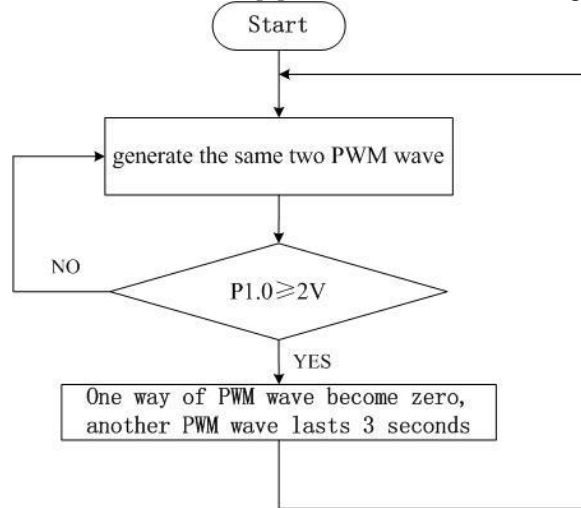 Start
generate the same two PWM wave
P1.0≥2V
NO
YES
One way of PWM wave become zero,
another PWM wave lasts 3 seconds